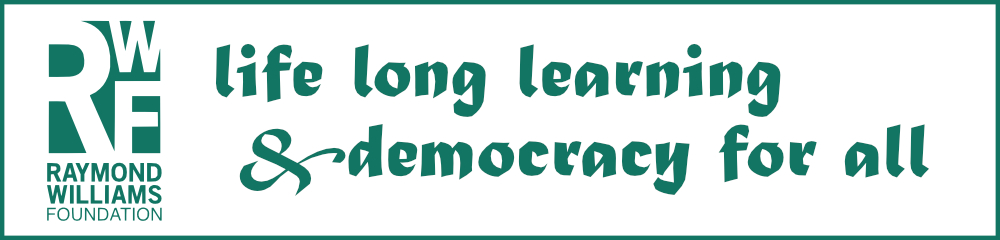 RWF
RAYMOND
WILLIAMS
FOUNDATION
life long learning
& democracy for all